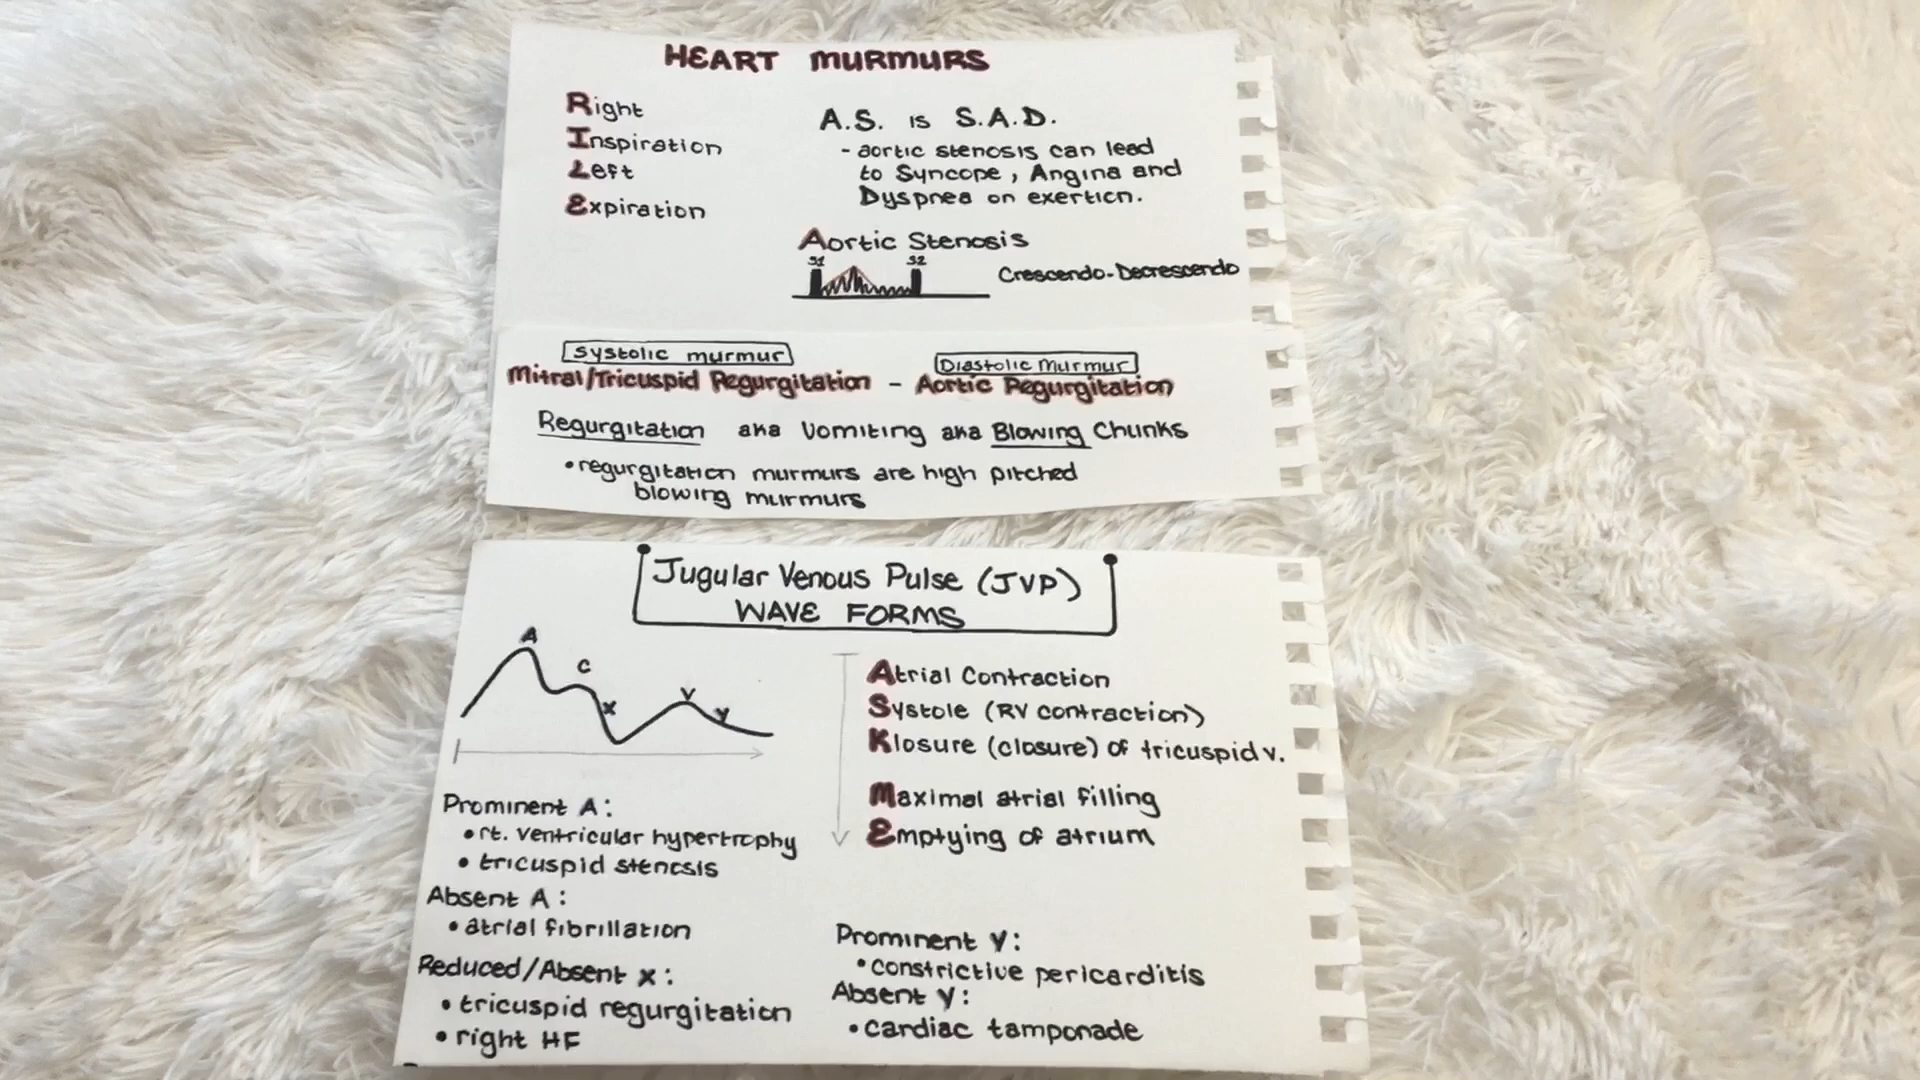 HEART MURMURS
Right
Inspiration
Left
Expiration
A.S. is S.A.D.
- aortic stenosis can lead
to Syncope, Angina and
Dyspnea on exertion.
Aortic Stenosis
S1 S2
Crescendo-Decrescendo
Systolic murmur
Diastolic Murmur
Mitral/Tricuspid Regurgitation - Aortic Regurgitation
Regurgitation aka Vomiting aka Blowing Chunks
• regurgitation murmurs are high pitched
blowing murmurs
Jugular Venous Pulse (JVP)
WAVE FORMS
A
C
X
V
Y
Atrial Contraction
Systole (RV contraction)
Klosure (closure) of tricuspid v.
Maximal atrial filling
Emptying of atrium
Prominent A:
• rt. ventricular hypertrophy
• tricuspid stenosis
Absent A:
• atrial fibrillation
Reduced/Absent X:
• tricuspid regurgitation
• right HF
Prominent Y:
• constrictive pericarditis
Absent Y:
• cardiac tamponade